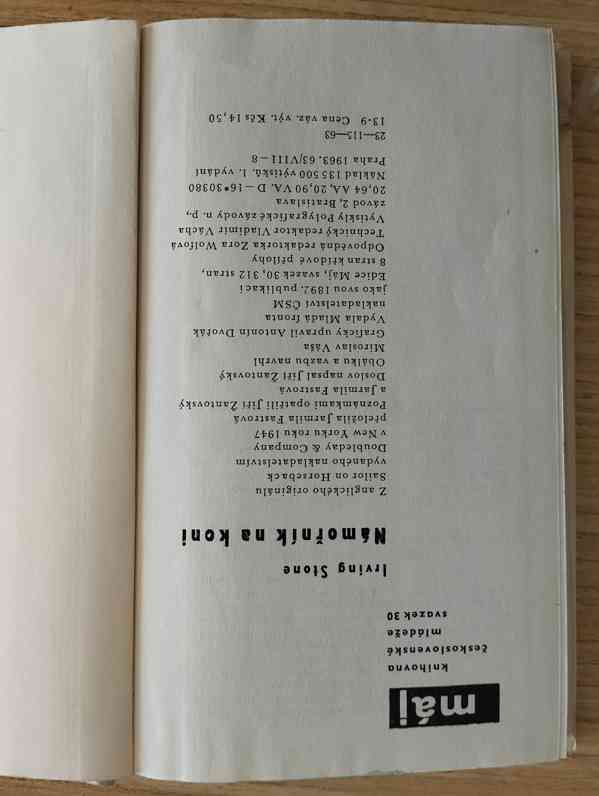 máj
knihovna
československé
mládeže
svazek 30
Irving Stone
Námořník na koni
Z anglického originálu
Sailor on Horseback
vydaného nakladatelstvím
Doubleday & Company
v New Yorku roku 1947
přeložila Jarmila Fastrová
Poznámkami opatřili Jiří Žantovský
a Jarmila Fastrová
Doslov napsal Jiří Žantovský
Obálku a vazbu navrhl
Miroslav Váša
Graficky upravil Antonín Dvořák
Vydala Mladá fronta
nakladatelství ČSM
jako svou 1892. publikaci
Edice Máj, svazek 30, 312 stran,
8 stran křídové přílohy
Odpovědná redaktorka Zora Wolfová
Technický redaktor Vladimír Vácha
Vytiskly Polygrafické závody n. p.,
závod 2, Bratislava
20,64 AA, 20,90 VA. D — 16*30380
Náklad 135 500 výtisků. 1. vydání
Praha 1963. 63/VIII — 8
23—115—63
13-9 Cena váz. výt. Kčs 14,50